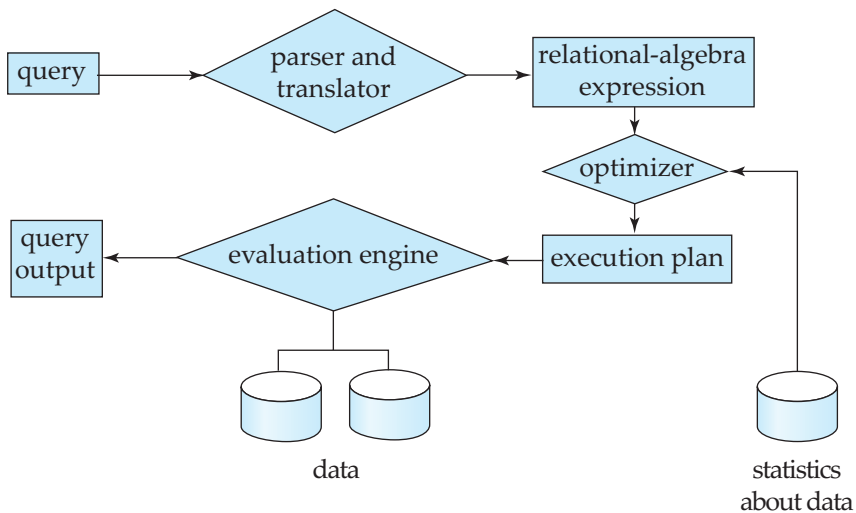 query
parser and
translator
relational-algebra
expression
optimizer
query
output
evaluation engine
execution plan
data
statistics
about data